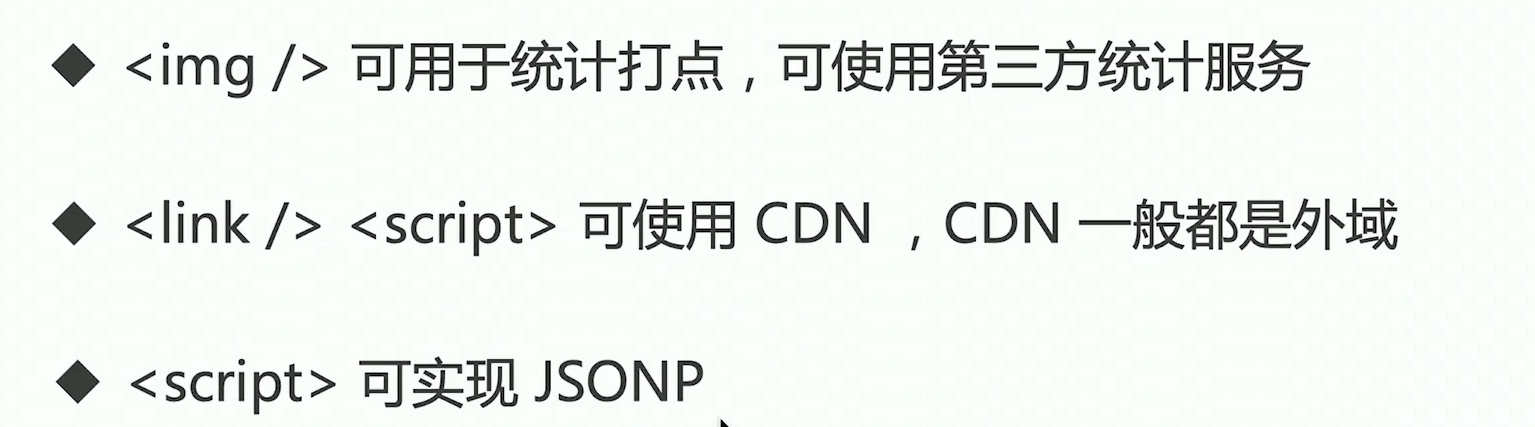 ◆ <img /> 可用于统计打点，可使用第三方统计服务
◆ <link /> <script> 可使用 CDN ，CDN 一般都是外域
◆ <script> 可实现 JSONP